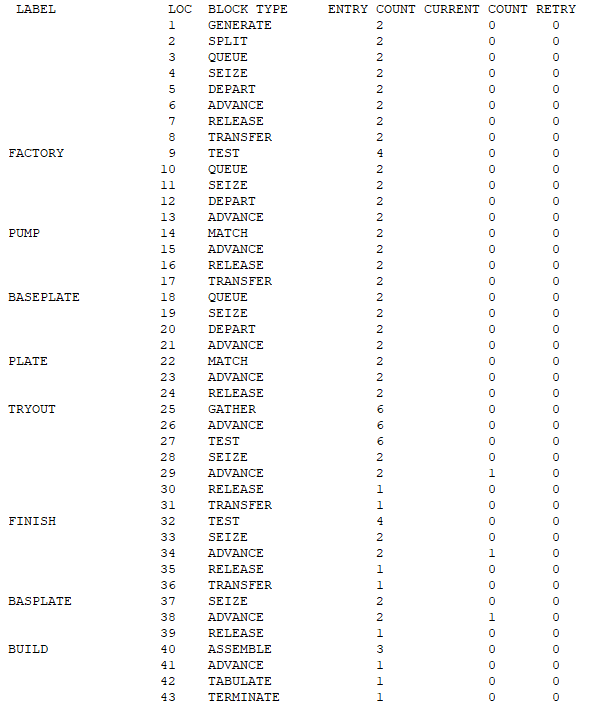 LABEL LOC BLOCK TYPE ENTRY COUNT CURRENT COUNT RETRY
1 GENERATE 2 0 0
2 SPLIT 2 0 0
3 QUEUE 2 0 0
4 SEIZE 2 0 0
5 DEPART 2 0 0
6 ADVANCE 2 0 0
7 RELEASE 2 0 0
8 TRANSFER 2 0 0
FACTORY 9 TEST 4 0 0
10 QUEUE 2 0 0
11 SEIZE 2 0 0
12 DEPART 2 0 0
13 ADVANCE 2 0 0
PUMP 14 MATCH 2 0 0
15 ADVANCE 2 0 0
16 RELEASE 2 0 0
17 TRANSFER 2 0 0
BASEPLATE 18 QUEUE 2 0 0
19 SEIZE 2 0 0
20 DEPART 2 0 0
21 ADVANCE 2 0 0
PLATE 22 MATCH 2 0 0
23 ADVANCE 2 0 0
24 RELEASE 2 0 0
TRYOUT 25 GATHER 6 0 0
26 ADVANCE 6 0 0
27 TEST 6 0 0
28 SEIZE 2 0 0
29 ADVANCE 2 1 0
30 RELEASE 1 0 0
31 TRANSFER 1 0 0
FINISH 32 TEST 4 0 0
33 SEIZE 2 0 0
34 ADVANCE 2 1 0
35 RELEASE 1 0 0
36 TRANSFER 1 0 0
BASPLATE 37 SEIZE 2 0 0
38 ADVANCE 2 1 0
39 RELEASE 1 0 0
BUILD 40 ASSEMBLE 3 0 0
41 ADVANCE 1 0 0
42 TABULATE 1 0 0
43 TERMINATE 1 0 0